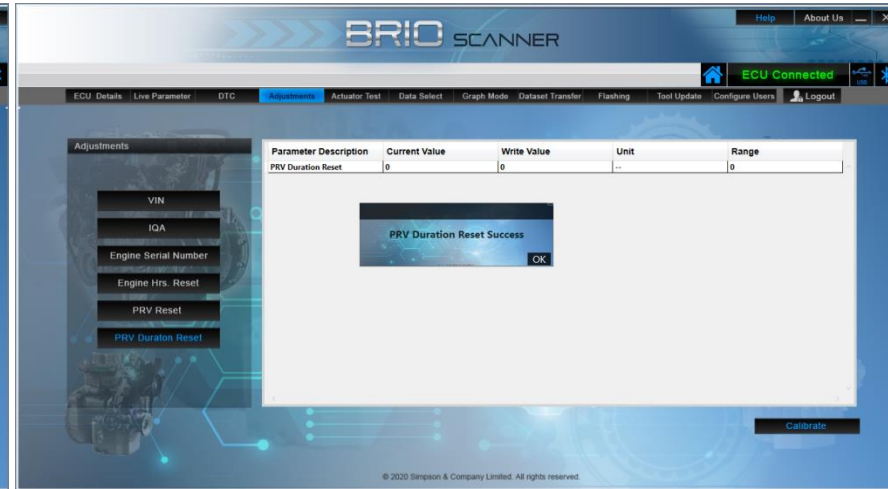 BRIO SCANNER
Help About Us
ECU Connected
USB
ECU Details Live Parameter DTC Adjustments Actuator Test Data Select Graph Mode Dataset Transfer Flashing Tool Update Configure Users Logout
Adjustments
Parameter Description Current Value Write Value Unit Range
PRV Duration Reset 0 0 -- 0
VIN
IQA
Engine Serial Number
Engine Hrs. Reset
PRV Reset
PRV Duraton Reset
PRV Duration Reset Success
OK
Calibrate
© 2020 Simpson & Company Limited. All rights reserved.